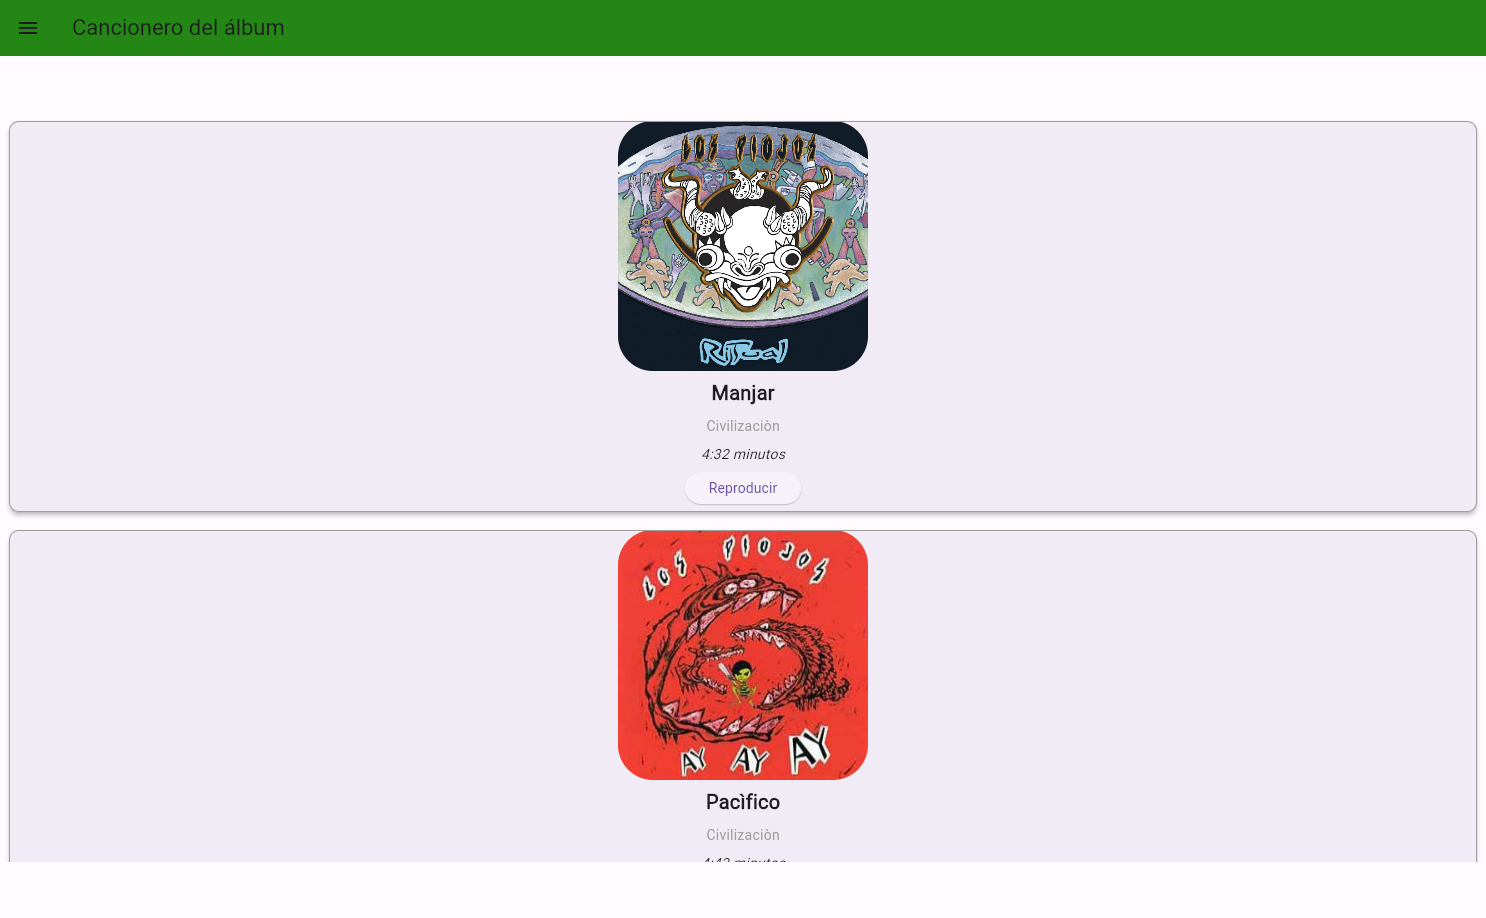 Cancionero del álbum
LOS PIOJOS
Ritual
Manjar
Civilizaciòn
4:32 minutos
Reproducir
LOS PIOJOS
AY AY AY
Pacìfico
Civilizaciòn